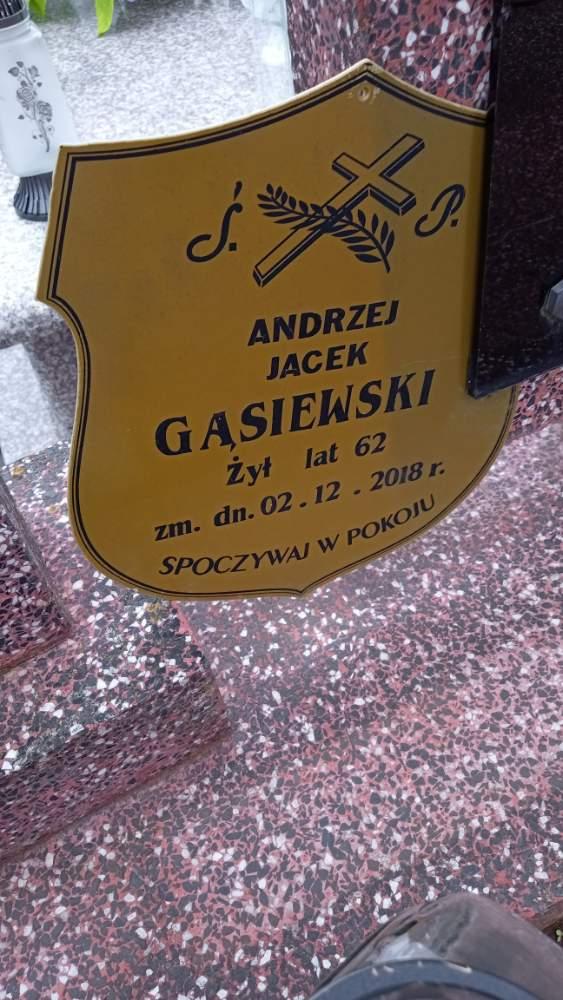 Ś. P.
ANDRZEJ
JACEK
GĄSIEWSKI
Żył lat 62
zm. dn. 02.12.2018 r.
SPOCZYWAJ W POKOJU